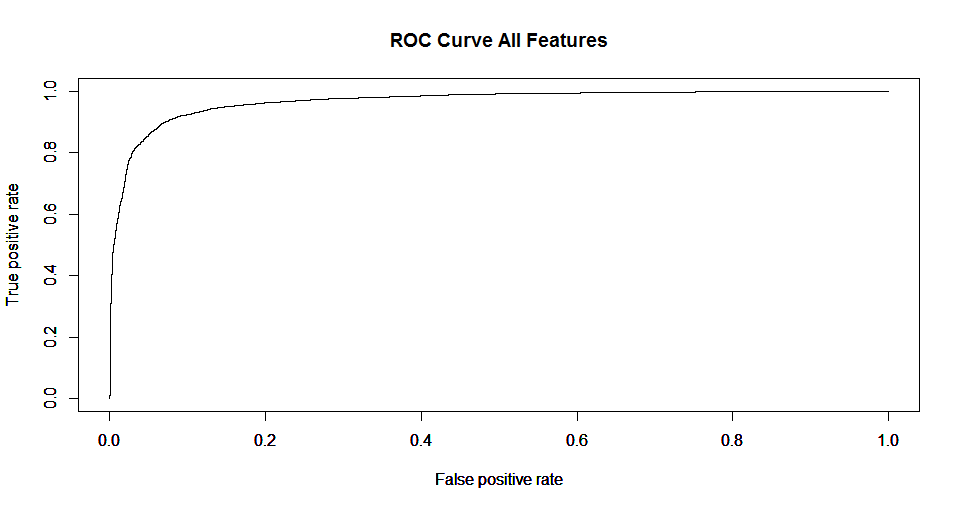 ROC Curve All Features
True positive rate
1.0
0.8
0.6
0.4
0.2
0.0
0.0 0.2 0.4 0.6 0.8 1.0
False positive rate